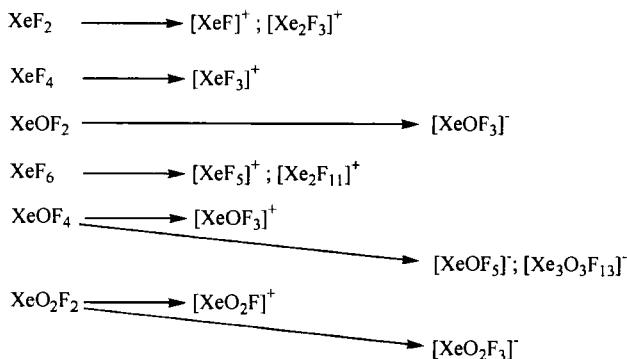 XeF₂ → [XeF]⁺ ; [Xe₂F₃]⁺
XeF₄ → [XeF₃]⁺
XeOF₂ → [XeOF₃]⁻
XeF₆ → [XeF₅]⁺ ; [Xe₂F₁₁]⁺
XeOF₄ → [XeOF₃]⁺
[XeOF₅]⁻; [Xe₃O₃F₁₃]⁻
XeO₂F₂ → [XeO₂F]⁺
[XeO₂F₃]⁻